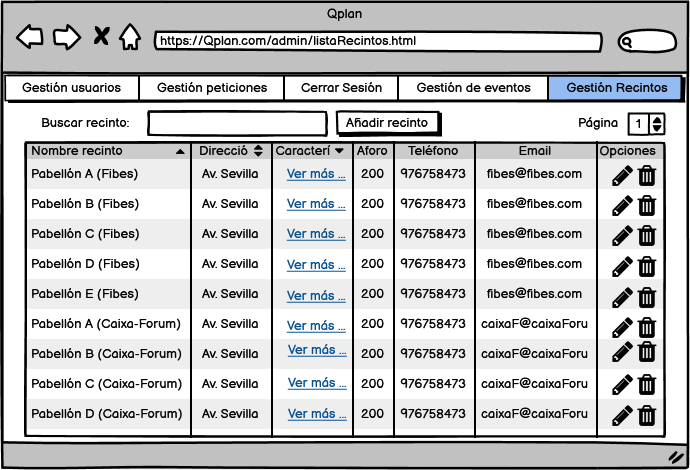 Qplan
https://Qplan.com/admin/listaRecintos.html
Gestión usuarios Gestión peticiones Cerrar Sesión Gestión de eventos Gestión Recintos
Buscar recinto: Añadir recinto Página 1
Nombre recinto Direcció Caracterí Aforo Teléfono Email Opciones
Pabellón A (Fibes) Av. Sevilla Ver más ... 200 976758473 fibes@fibes.com
Pabellón B (Fibes) Av. Sevilla Ver más ... 200 976758473 fibes@fibes.com
Pabellón C (Fibes) Av. Sevilla Ver más ... 200 976758473 fibes@fibes.com
Pabellón D (Fibes) Av. Sevilla Ver más ... 200 976758473 fibes@fibes.com
Pabellón E (Fibes) Av. Sevilla Ver más ... 200 976758473 fibes@fibes.com
Pabellón A (Caixa-Forum) Av. Sevilla Ver más ... 200 976758473 caixaF@caixaForu
Pabellón B (Caixa-Forum) Av. Sevilla Ver más ... 200 976758473 caixaF@caixaForu
Pabellón C (Caixa-Forum) Av. Sevilla Ver más ... 200 976758473 caixaF@caixaForu
Pabellón D (Caixa-Forum) Av. Sevilla Ver más ... 200 976758473 caixaF@caixaForu